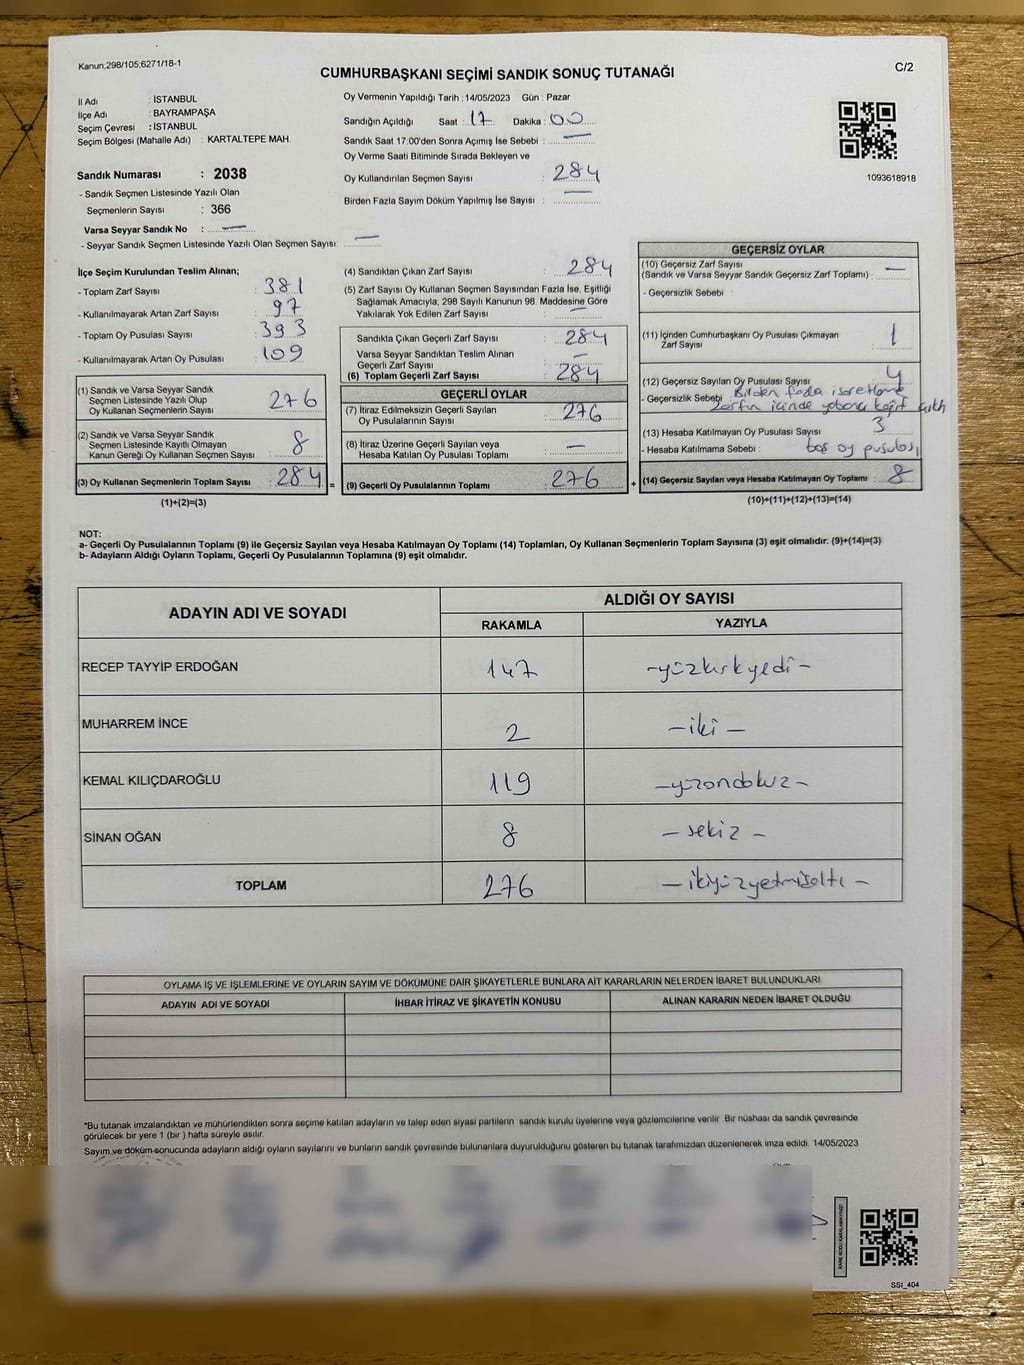 Kanun,298/105,6271/18-1
C/2
CUMHURBAŞKANI SEÇİMİ SANDIK SONUÇ TUTANAĞI
İl Adı : İSTANBUL
İlçe Adı : BAYRAMPAŞA
Seçim Çevresi : İSTANBUL
Seçim Bölgesi (Mahalle Adı) : KARTALTEPE MAH.
Sandık Numarası : 2038
- Sandık Seçmen Listesinde Yazılı Olan
Seçmenlerin Sayısı : 366
Varsa Seyyar Sandık No : —
- Seyyar Sandık Seçmen Listesinde Yazılı Olan Seçmen Sayısı: —
Oy Vermenin Yapıldığı Tarih : 14/05/2023 Gün : Pazar
Sandığın Açıldığı Saat : 17 Dakika : 00
Sandık Saat 17:00'den Sonra Açımış İse Sebebi : —
Oy Verme Saati Bitiminde Sırada Bekleyen ve
Oy Kullandırılan Seçmen Sayısı : 284
Birden Fazla Sayım Döküm Yapılmış İse Sayısı : —
1093618918
İlçe Seçim Kurulundan Teslim Alınan;
- Toplam Zarf Sayısı : 381
- Kullanılmayarak Artan Zarf Sayısı : 97
- Toplam Oy Pusulası Sayısı : 393
- Kullanılmayarak Artan Oy Pusulası : 109
(1) Sandık ve Varsa Seyyar Sandık
Seçmen Listesinde Yazılı Olup
Oy Kullanan Seçmenlerin Sayısı : 276
(2) Sandık ve Varsa Seyyar Sandık
Seçmen Listesinde Kayıtlı Olmayan
Kanun Gereği Oy Kullanan Seçmen Sayısı : 8
(3) Oy Kullanan Seçmenlerin Toplam Sayısı : 284 =
(1)+(2)=(3)
(4) Sandıktan Çıkan Zarf Sayısı : 284
(5) Zarf Sayısı Oy Kullanan Seçmen Sayısından Fazla İse, Eşitliği
Sağlamak Amacıyla; 298 Sayılı Kanunun 98. Maddesine Göre
Yakılarak Yok Edilen Zarf Sayısı : —
Sandıkta Çıkan Geçerli Zarf Sayısı : 284
Varsa Seyyar Sandıktan Teslim Alınan
Geçerli Zarf Sayısı : —
(6) Toplam Geçerli Zarf Sayısı : 284
GEÇERLİ OYLAR
(7) İtiraz Edilmeksizin Geçerli Sayılan
Oy Pusulalarının Sayısı : 276
(8) İtiraz Üzerine Geçerli Sayılan veya
Hesaba Katılan Oy Pusulası Toplamı : —
(9) Geçerli Oy Pusulalarının Toplamı : 276 +
GEÇERSİZ OYLAR
(10) Geçersiz Zarf Sayısı
(Sandık ve Varsa Seyyar Sandık Geçersiz Zarf Toplamı) : —
- Geçersizlik Sebebi :
(11) İçinden Cumhurbaşkanı Oy Pusulası Çıkmayan
Zarf Sayısı : 1
(12) Geçersiz Sayılan Oy Pusulası Sayısı : 4
- Geçersizlik Sebebi : Birden fazla işaretleme
Zarfın içinde yabancı kağıt çıktı
(13) Hesaba Katılmayan Oy Pusulası Sayısı : 3
- Hesaba Katılmama Sebebi : boş oy pusulası
(14) Geçersiz Sayılan veya Hesaba Katılmayan Oy Toplamı : 8
(10)+(11)+(12)+(13)=(14)
NOT:
a- Geçerli Oy Pusulalarının Toplamı (9) ile Geçersiz Sayılan veya Hesaba Katılmayan Oy Toplamı (14) Toplamları, Oy Kullanan Seçmenlerin Toplam Sayısına (3) eşit olmalıdır. (9)+(14)=(3)
b- Adayların Aldığı Oyların Toplamı, Geçerli Oy Pusulalarının Toplamına (9) eşit olmalıdır.
ADAYIN ADI VE SOYADI ALDIĞI OY SAYISI
RAKAMLA YAZIYLA
RECEP TAYYİP ERDOĞAN 147 -yüzkırkyedi-
MUHARREM İNCE 2 -iki-
KEMAL KILIÇDAROĞLU 119 -yüzondokuz-
SİNAN OĞAN 8 -sekiz-
TOPLAM 276 -ikiyüzyetmişaltı-
OYLAMA İŞ VE İŞLEMLERİNE VE OYLARIN SAYIM VE DÖKÜMÜNE DAİR ŞİKAYETLERLE BUNLARA AİT KARARLARIN NELERDEN İBARET BULUNDUKLARI
ADAYIN ADI VE SOYADI İHBAR İTİRAZ VE ŞİKAYETİN KONUSU ALINAN KARARIN NEDEN İBARET OLDUĞU
*Bu tutanak imzalandıktan ve mühürlendikten sonra seçime katılan adayların ve talep eden siyasi partilerin sandık kurulu üyelerine veya gözlemcilerine verilir. Bir nüshası da sandık çevresinde
görülecek bir yere 1 (bir) hafta süreyle asılır.
Sayım ve döküm sonucunda adayların aldığı oyların sayılarını ve bunların sandık çevresinde bulunanlara duyurulduğunu gösteren bu tutanak tarafımızdan düzenlenerek imza edildi. 14/05/2023
SSI_404